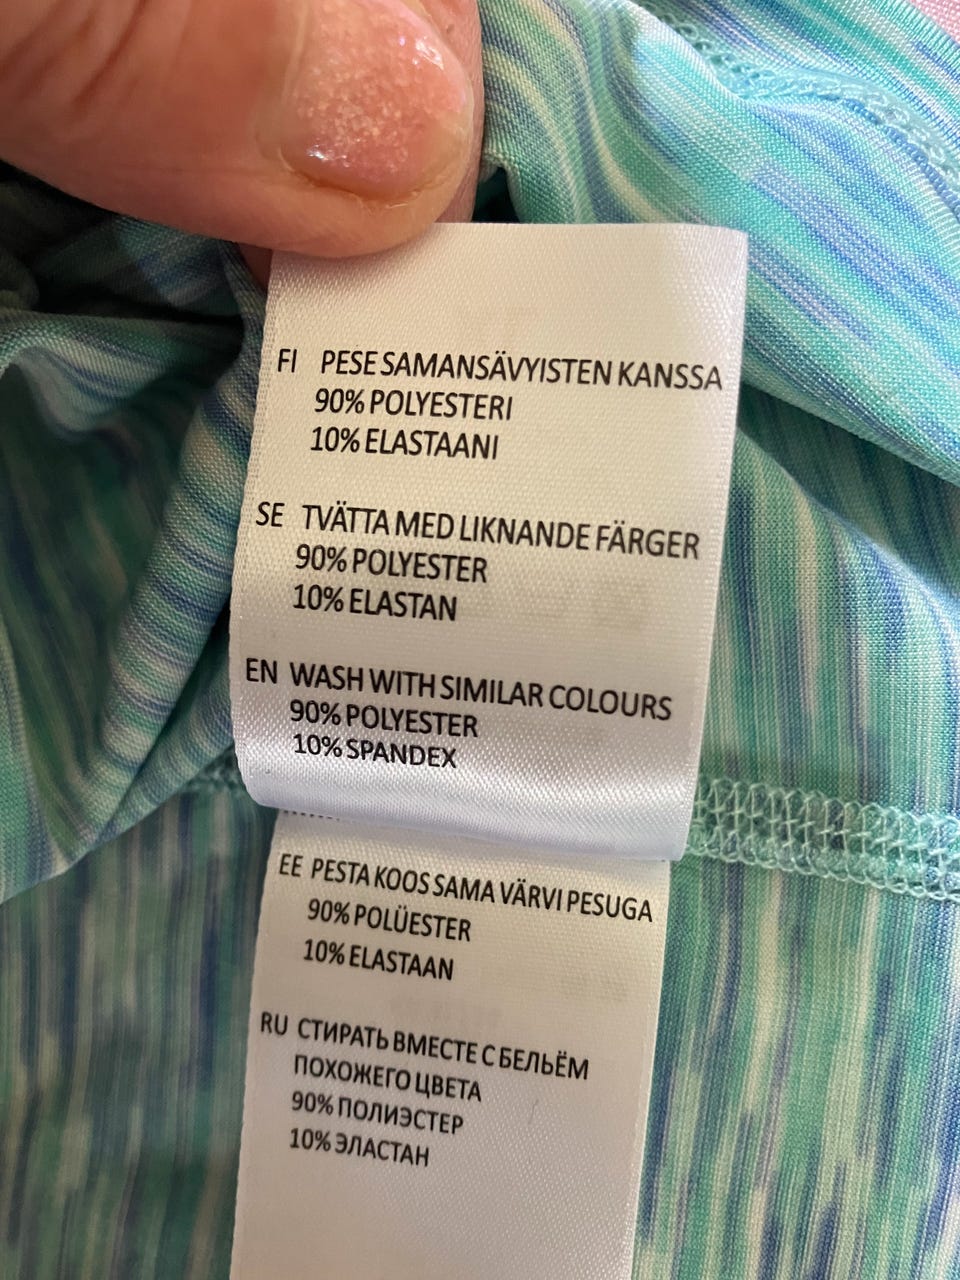 FI PESE SAMANSÄVYISTEN KANSSA
90% POLYESTERI
10% ELASTAANI
SE TVÄTTA MED LIKNANDE FÄRGER
90% POLYESTER
10% ELASTAN
EN WASH WITH SIMILAR COLOURS
90% POLYESTER
10% SPANDEX
EE PESTA KOOS SAMA VÄRVI PESUGA
90% POLÜESTER
10% ELASTAAN
RU СТИРАТЬ ВМЕСТЕ С БЕЛЬЁМ
ПОХОЖЕГО ЦВЕТА
90% ПОЛИЭСТЕР
10% ЭЛАСТАН